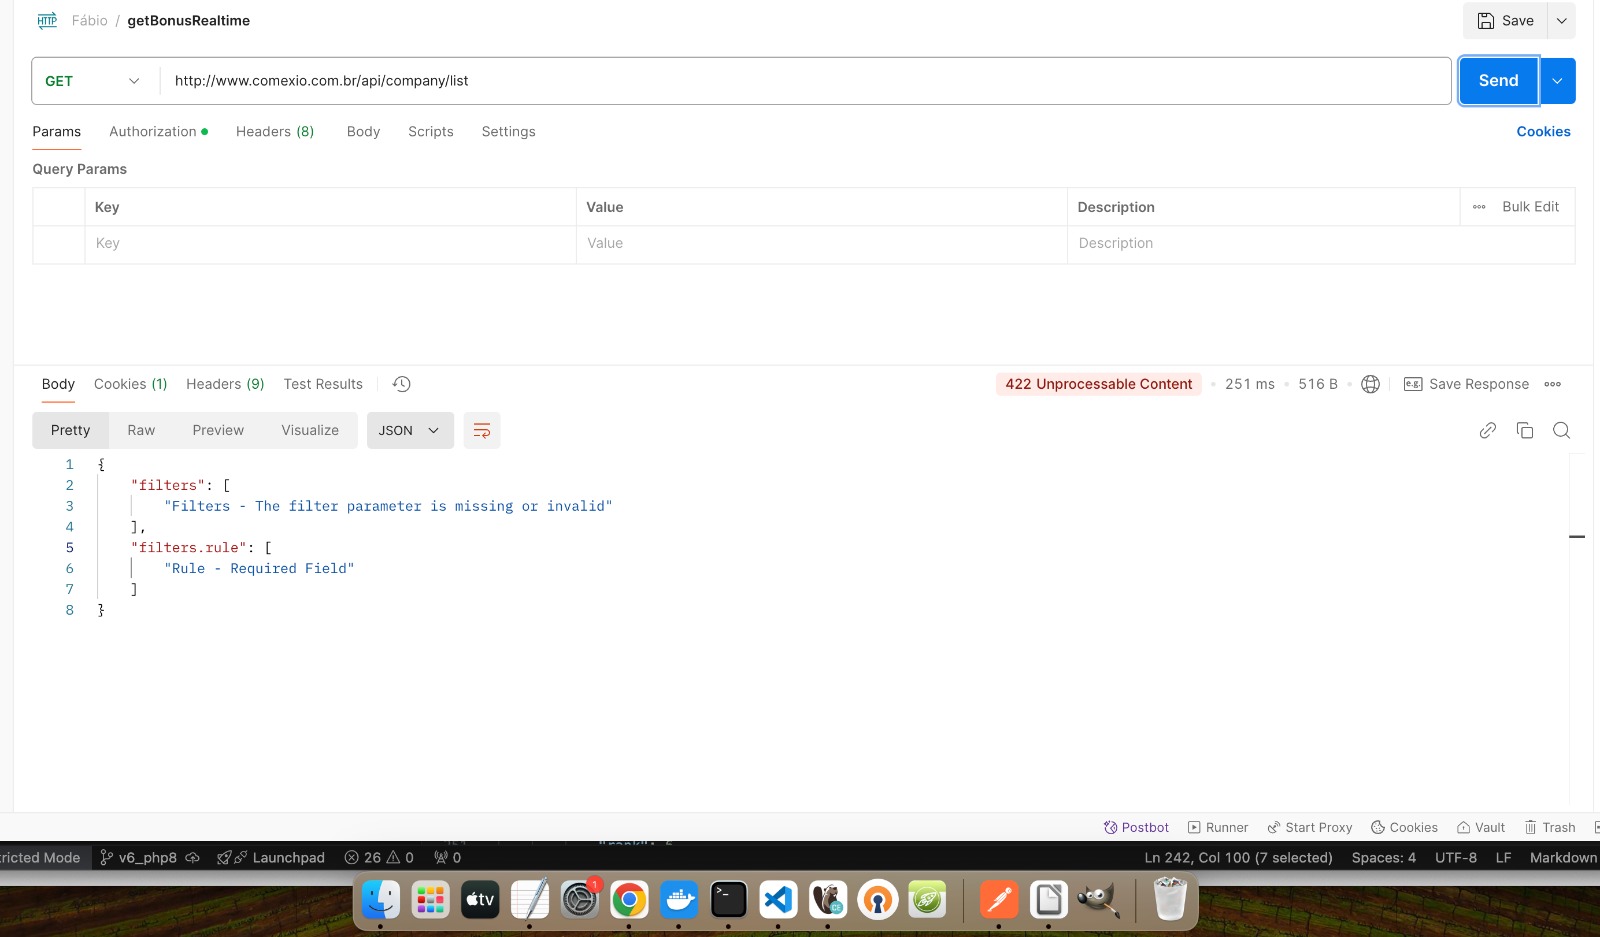 HTTP Fábio / getBonusRealtime
Save
GET http://www.comexio.com.br/api/company/list Send
Params Authorization Headers (8) Body Scripts Settings Cookies
Query Params
Key Value Description Bulk Edit
Key Value Description
Body Cookies (1) Headers (9) Test Results 422 Unprocessable Content 251 ms 516 B e.g. Save Response
Pretty Raw Preview Visualize JSON
1 {
2 "filters": [
3 "Filters - The filter parameter is missing or invalid"
4 ],
5 "filters.rule": [
6 "Rule - Required Field"
7 ]
8 }
Postbot Runner Start Proxy Cookies Vault Trash
tricted Mode v6_php8 Launchpad 26 0 0 Ln 242, Col 100 (7 selected) Spaces: 4 UTF-8 LF Markdown
tv 1 CE